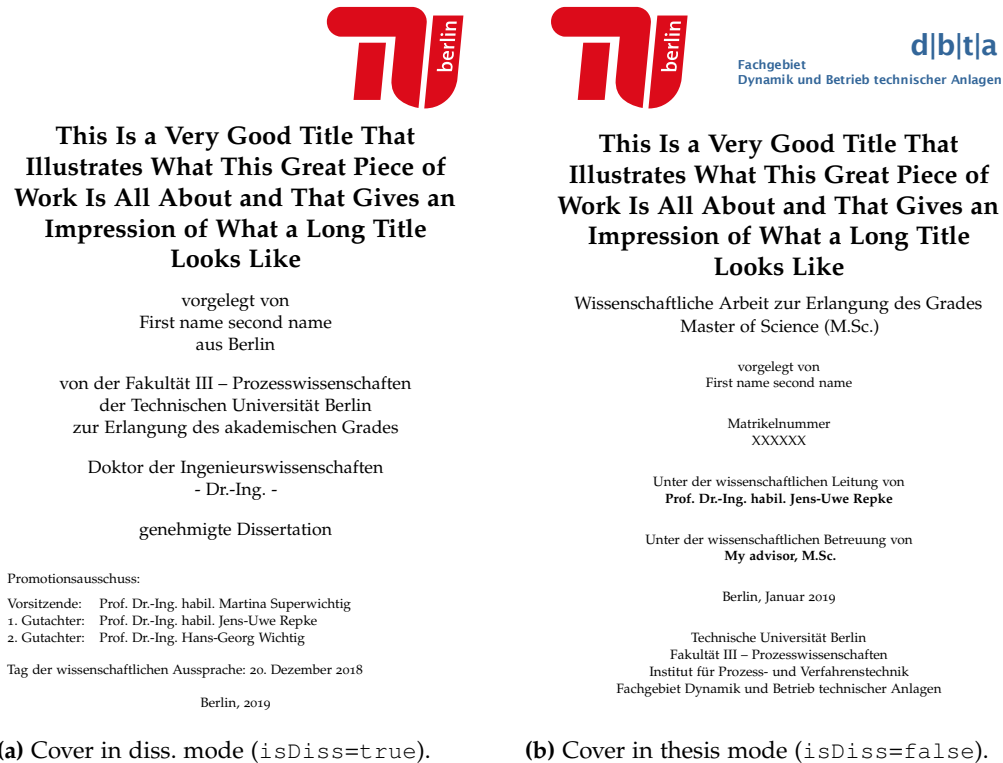 berlin
This Is a Very Good Title That
Illustrates What This Great Piece of
Work Is All About and That Gives an
Impression of What a Long Title
Looks Like
vorgelegt von
First name second name
aus Berlin
von der Fakultät III – Prozesswissenschaften
der Technischen Universität Berlin
zur Erlangung des akademischen Grades
Doktor der Ingenieurswissenschaften
- Dr.-Ing. -
genehmigte Dissertation
Promotionsausschuss:
Vorsitzende: Prof. Dr.-Ing. habil. Martina Superwichtig
1. Gutachter: Prof. Dr.-Ing. habil. Jens-Uwe Repke
2. Gutachter: Prof. Dr.-Ing. Hans-Georg Wichtig
Tag der wissenschaftlichen Aussprache: 20. Dezember 2018
Berlin, 2019
(a) Cover in diss. mode (isDiss=true).
berlin
d|b|t|a
Fachgebiet
Dynamik und Betrieb technischer Anlagen
This Is a Very Good Title That
Illustrates What This Great Piece of
Work Is All About and That Gives an
Impression of What a Long Title
Looks Like
Wissenschaftliche Arbeit zur Erlangung des Grades
Master of Science (M.Sc.)
vorgelegt von
First name second name
Matrikelnummer
XXXXXX
Unter der wissenschaftlichen Leitung von
Prof. Dr.-Ing. habil. Jens-Uwe Repke
Unter der wissenschaftlichen Betreuung von
My advisor, M.Sc.
Berlin, Januar 2019
Technische Universität Berlin
Fakultät III – Prozesswissenschaften
Institut für Prozess- und Verfahrenstechnik
Fachgebiet Dynamik und Betrieb technischer Anlagen
(b) Cover in thesis mode (isDiss=false).